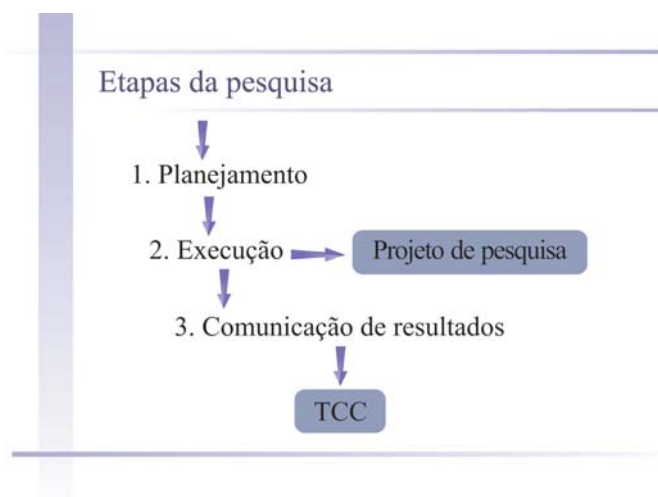 Etapas da pesquisa
1. Planejamento
2. Execução
Projeto de pesquisa
3. Comunicação de resultados
TCC